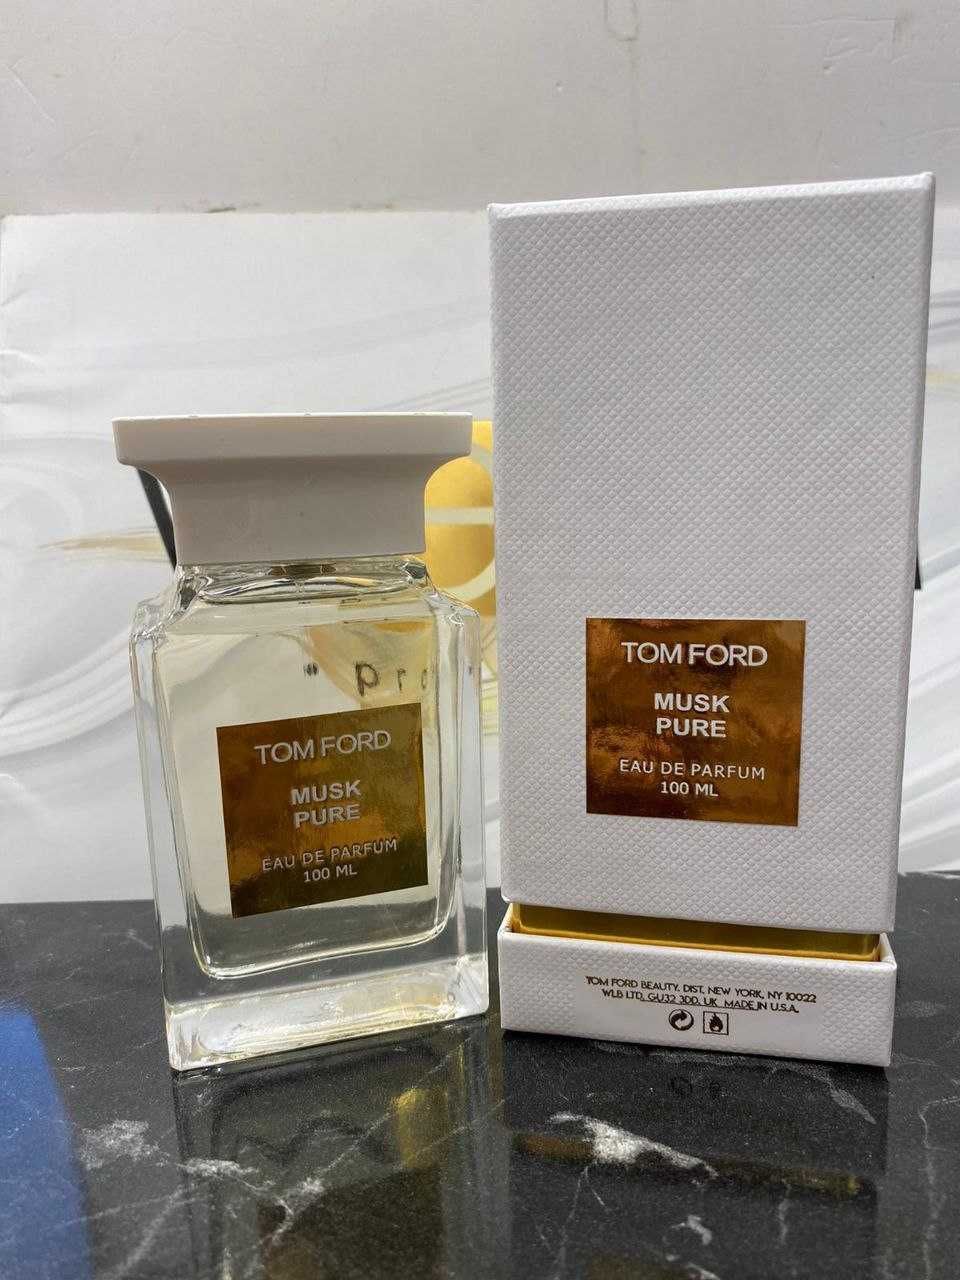 TOM FORD
MUSK
PURE
EAU DE PARFUM
100 ML
TOM FORD
MUSK
PURE
EAU DE PARFUM
100 ML
TOM FORD BEAUTY. DIST. NEW YORK, NY 10022
WLB LTD. GU32 3DD. UK MADE IN U.S.A.